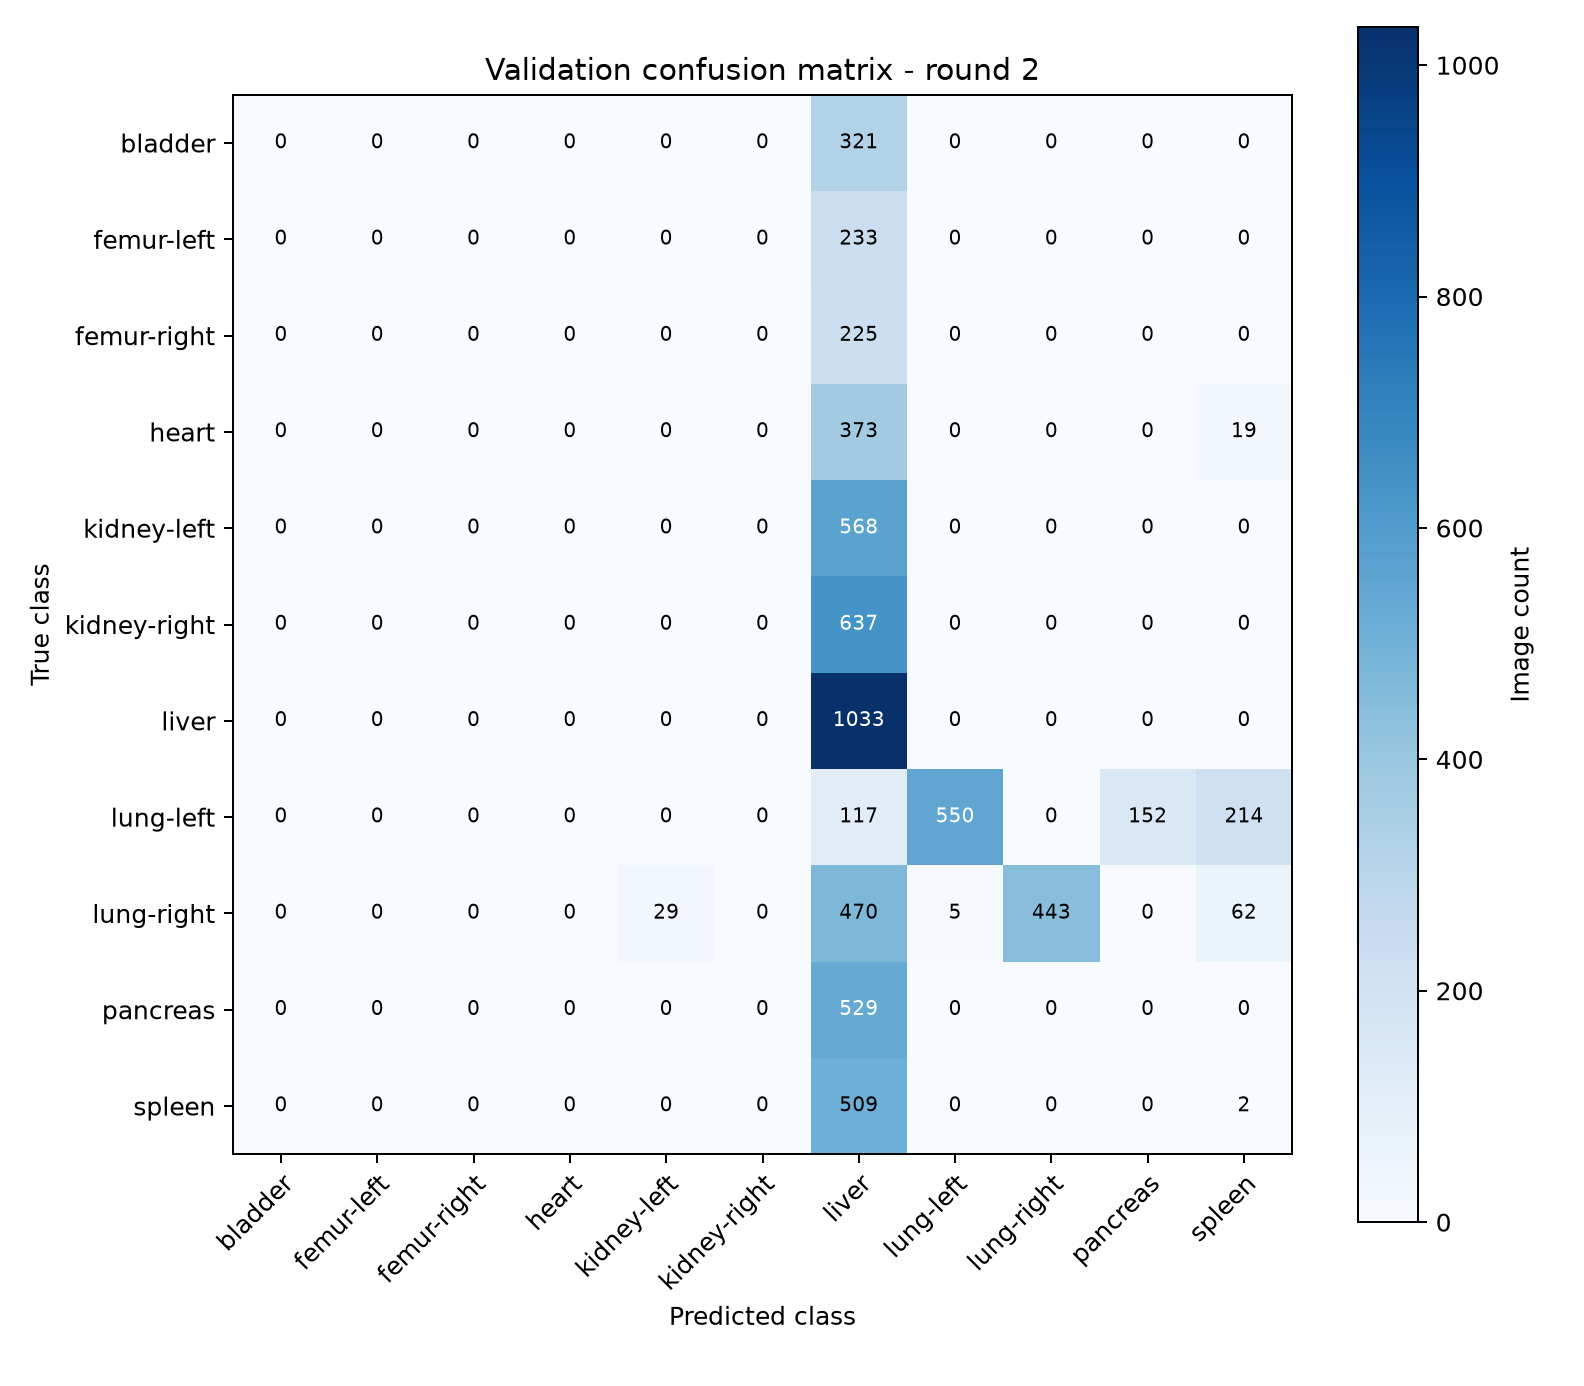 Validation confusion matrix - round 2
bladder 0 0 0 0 0 0 321 0 0 0 0
femur-left 0 0 0 0 0 0 233 0 0 0 0
femur-right 0 0 0 0 0 0 225 0 0 0 0
heart 0 0 0 0 0 0 373 0 0 0 19
kidney-left 0 0 0 0 0 0 568 0 0 0 0
kidney-right 0 0 0 0 0 0 637 0 0 0 0
liver 0 0 0 0 0 0 1033 0 0 0 0
lung-left 0 0 0 0 0 0 117 550 0 152 214
lung-right 0 0 0 0 29 0 470 5 443 0 62
pancreas 0 0 0 0 0 0 529 0 0 0 0
spleen 0 0 0 0 0 0 509 0 0 0 2
True class
bladder femur-left femur-right heart kidney-left kidney-right liver lung-left lung-right pancreas spleen
Predicted class
1000
800
600
400
200
0
Image count